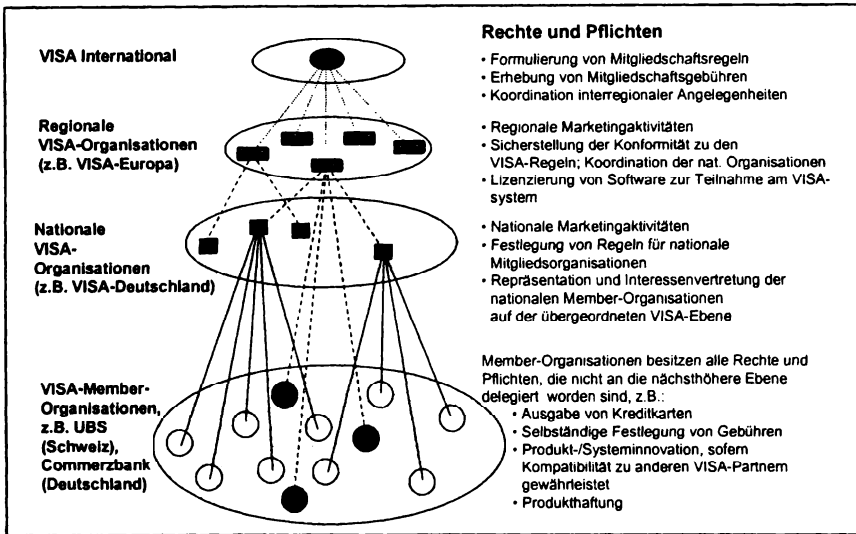 Rechte und Pflichten
VISA International
• Formulierung von Mitgliedschaftsregeln
• Erhebung von Mitgliedschaftsgebühren
• Koordination interregionaler Angelegenheiten
Regionale
VISA-Organisationen
(z.B. VISA-Europa)
• Regionale Marketingaktivitäten
• Sicherstellung der Konformität zu den
VISA-Regeln; Koordination der nat. Organisationen
• Lizenzierung von Software zur Teilnahme am VISA-
system
Nationale
VISA-
Organisationen
(z.B. VISA-Deutschland)
• Nationale Marketingaktivitäten
• Festlegung von Regeln für nationale
Mitgliedsorganisationen
• Repräsentation und Interessenvertretung der
nationalen Member-Organisationen
auf der übergeordneten VISA-Ebene
VISA-Member-
Organisationen,
z.B. UBS
(Schweiz),
Commerzbank
(Deutschland)
Member-Organisationen besitzen alle Rechte und
Pflichten, die nicht an die nächsthöhere Ebene
delegiert worden sind, z.B.:
• Ausgabe von Kreditkarten
• Selbständige Festlegung von Gebühren
• Produkt-/Systeminnovation, sofern
Kompatibilität zu anderen VISA-Partnern
gewährleistet
• Produkthaftung